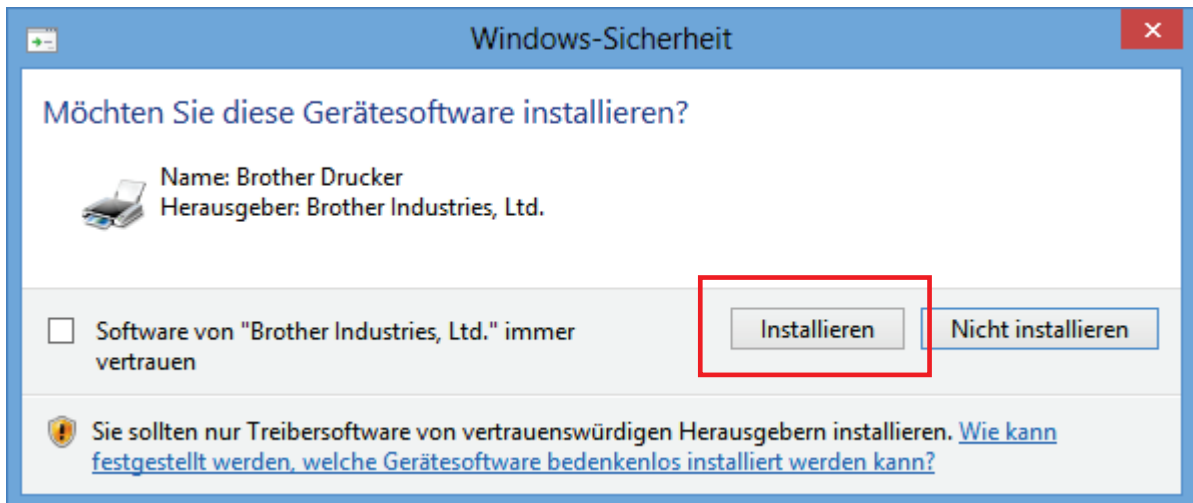 Windows-Sicherheit
Möchten Sie diese Gerätesoftware installieren?
Name: Brother Drucker
Herausgeber: Brother Industries, Ltd.
Software von "Brother Industries, Ltd." immer
vertrauen
Installieren
Nicht installieren
Sie sollten nur Treibersoftware von vertrauenswürdigen Herausgebern installieren. Wie kann
festgestellt werden, welche Gerätesoftware bedenkenlos installiert werden kann?